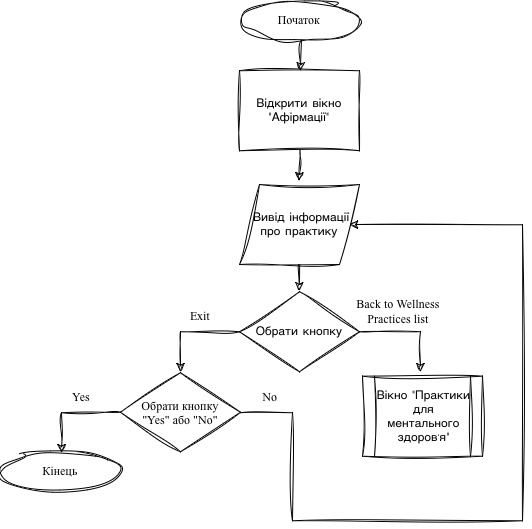 Початок
Відкрити вікно
"Афірмації"
Вивід інформації
про практику
Обрати кнопку
Exit
Back to Wellness
Practices list
Обрати кнопку
"Yes" або "No"
Yes
No
Вікно "Практики
для
ментального
здоров'я"
Кінець